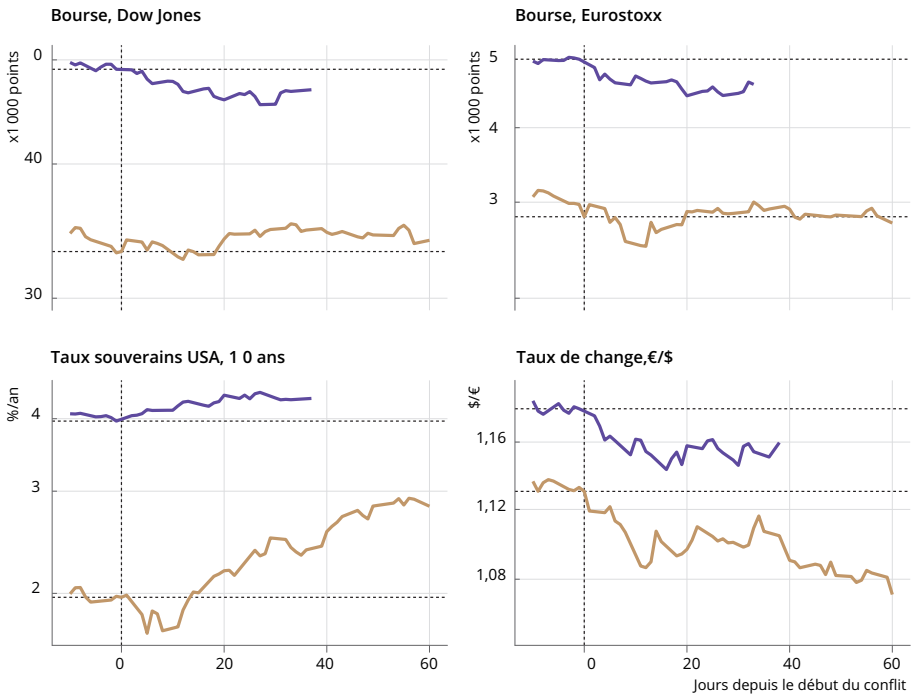 Bourse, Dow Jones
x1 000 points
0
40
30
Bourse, Eurostoxx
x1 000 points
5
4
3
Taux souverains USA, 1 0 ans
%/an
4
3
2
0 20 40 60
Taux de change,€/$
$/€
1,16
1,12
1,08
0 20 40 60
Jours depuis le début du conflit